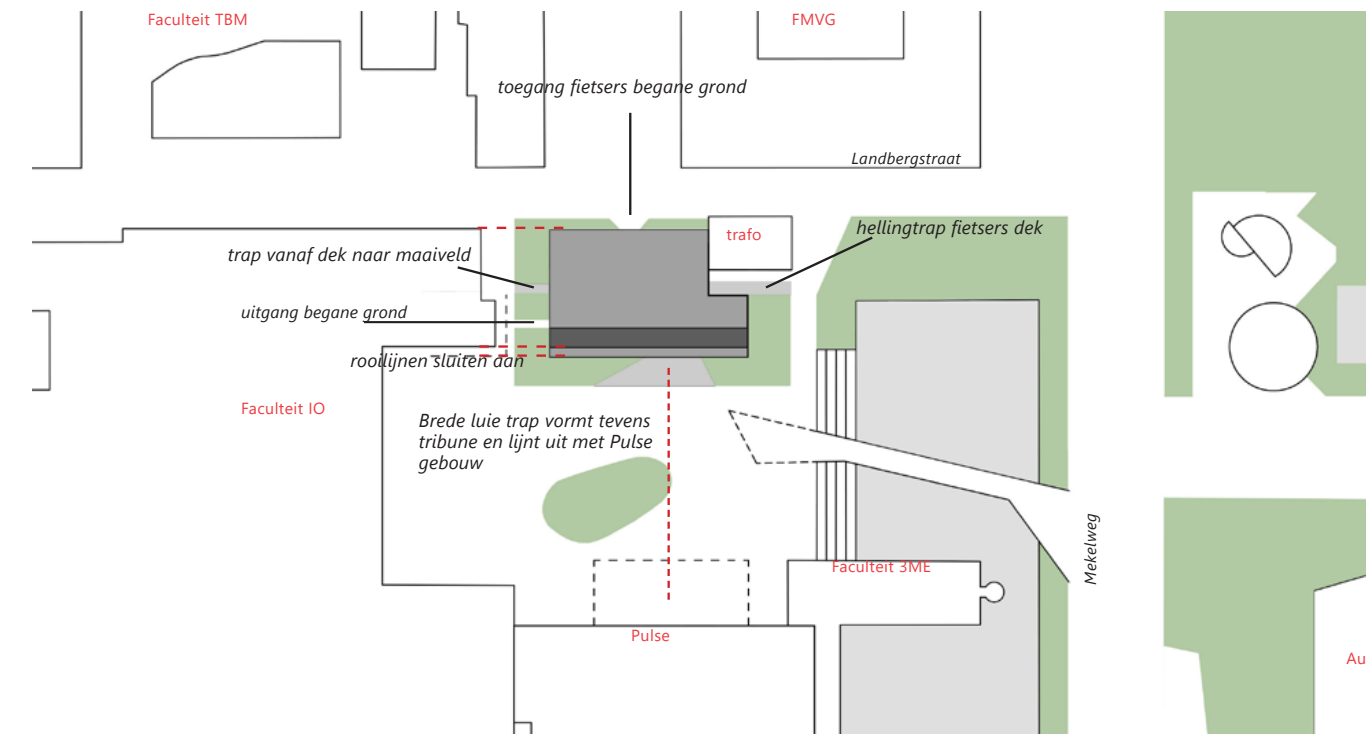 Faculteit TBM
FMVG
toegang fietsers begane grond
Landbergstraat
trafo
hellingtrap fietsers dek
trap vanaf dek naar maaiveld
uitgang begane grond
rooilijnen sluiten aan
Faculteit IO
Brede luie trap vormt tevens
tribune en lijnt uit met Pulse
gebouw
Mekelweg
Faculteit 3ME
Pulse
Au